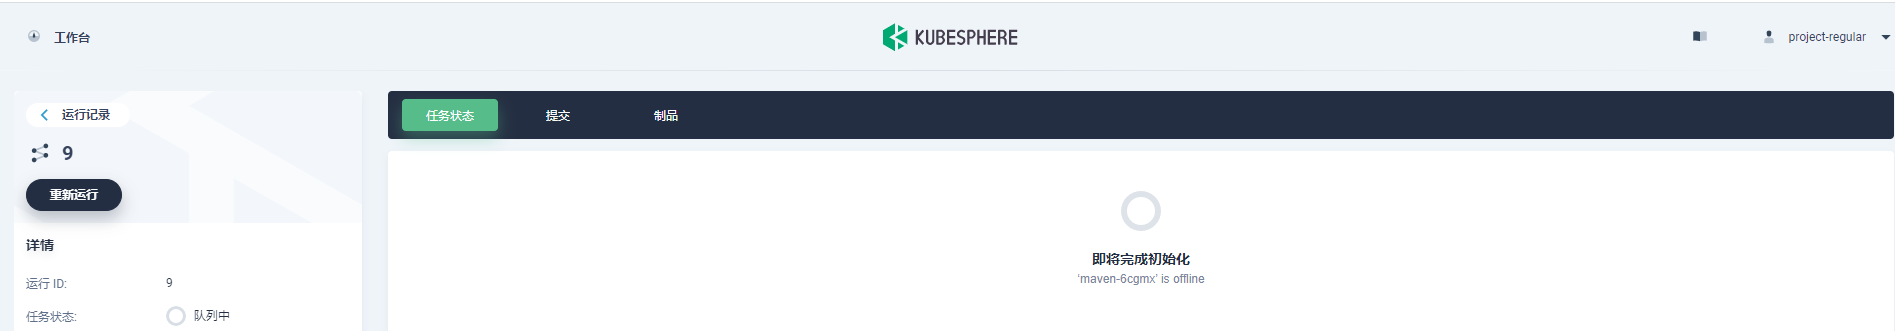 工作台
KUBESPHERE
project-regular
运行记录
9
重新运行
详情
运行 ID: 9
任务状态: 队列中
任务状态 提交 制品
即将完成初始化
'maven-6cgmx' is offline